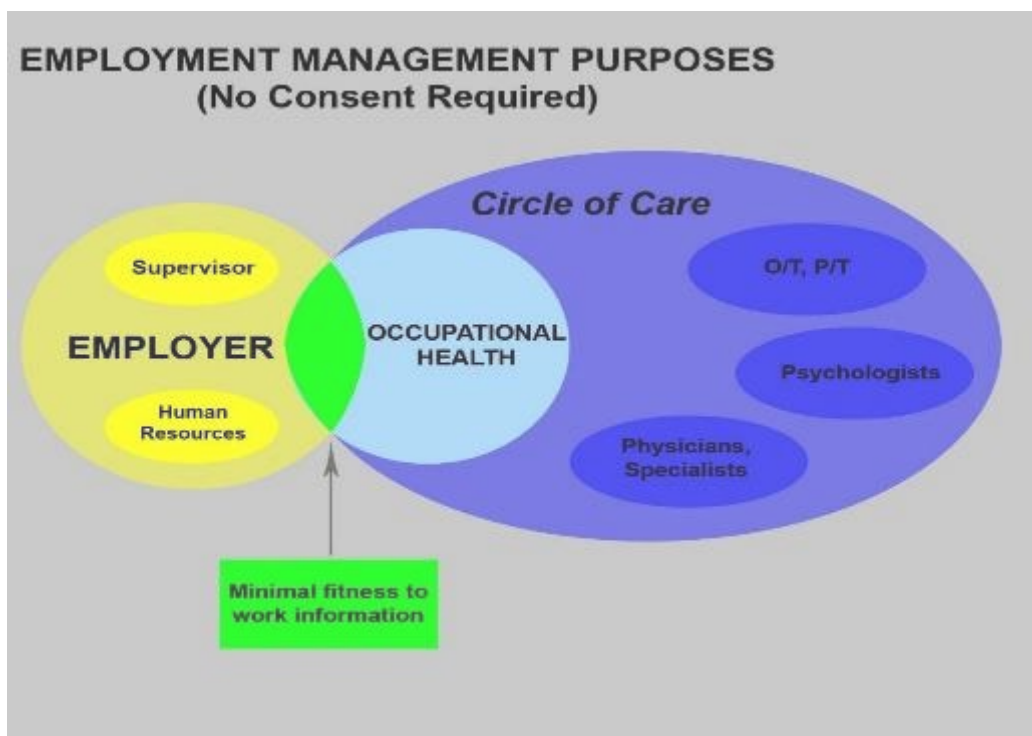 EMPLOYMENT MANAGEMENT PURPOSES
(No Consent Required)
Circle of Care
Supervisor
O/T, P/T
EMPLOYER
OCCUPATIONAL
HEALTH
Psychologists
Human
Resources
Physicians,
Specialists
Minimal fitness to
work information